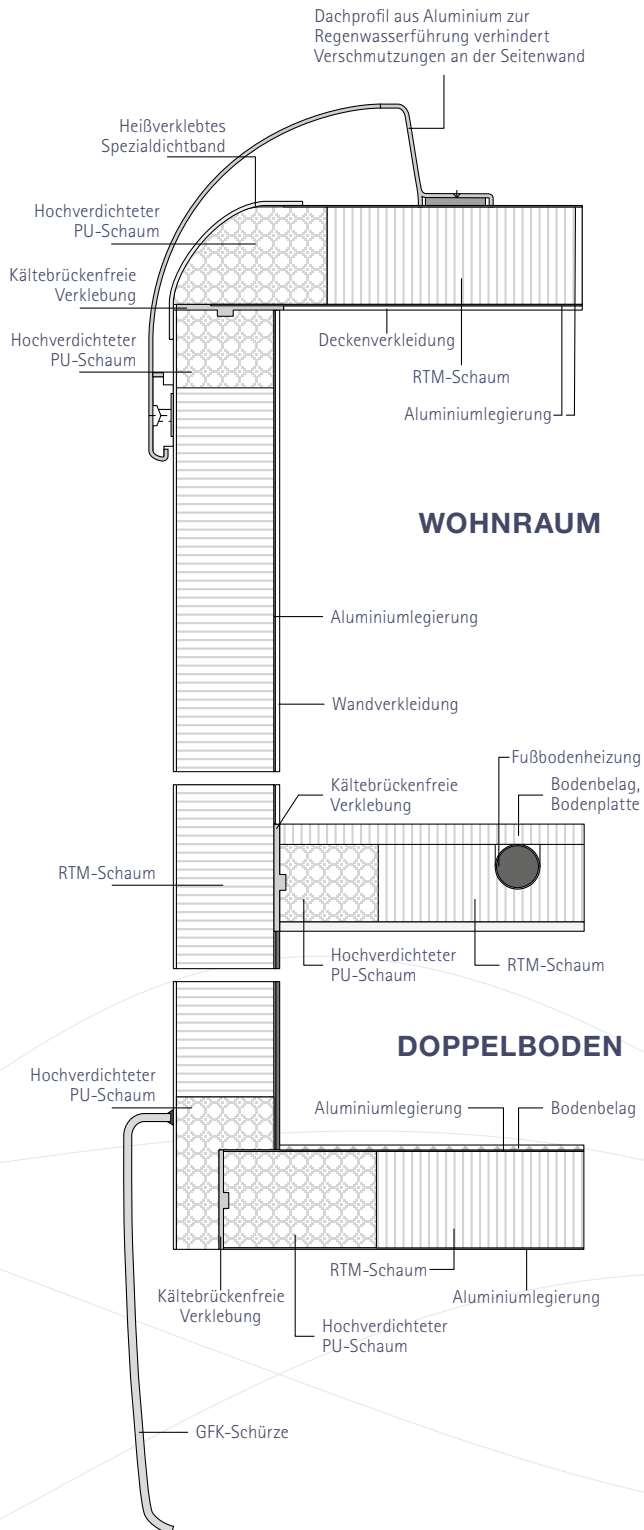 Dachprofil aus Aluminium zur
Regenwasserführung verhindert
Verschmutzungen an der Seitenwand
Heißverklebtes
Spezialdichtband
Hochverdichteter
PU-Schaum
Kältebrückenfreie
Verklebung
Hochverdichteter
PU-Schaum
Deckenverkleidung
RTM-Schaum
Aluminiumlegierung
WOHNRAUM
Aluminiumlegierung
Wandverkleidung
Fußbodenheizung
Kältebrückenfreie
Verklebung
Bodenbelag,
Bodenplatte
RTM-Schaum
Hochverdichteter
PU-Schaum
RTM-Schaum
DOPPELBODEN
Hochverdichteter
PU-Schaum
Aluminiumlegierung
Bodenbelag
RTM-Schaum
Kältebrückenfreie
Verklebung
Aluminiumlegierung
Hochverdichteter
PU-Schaum
GFK-Schürze